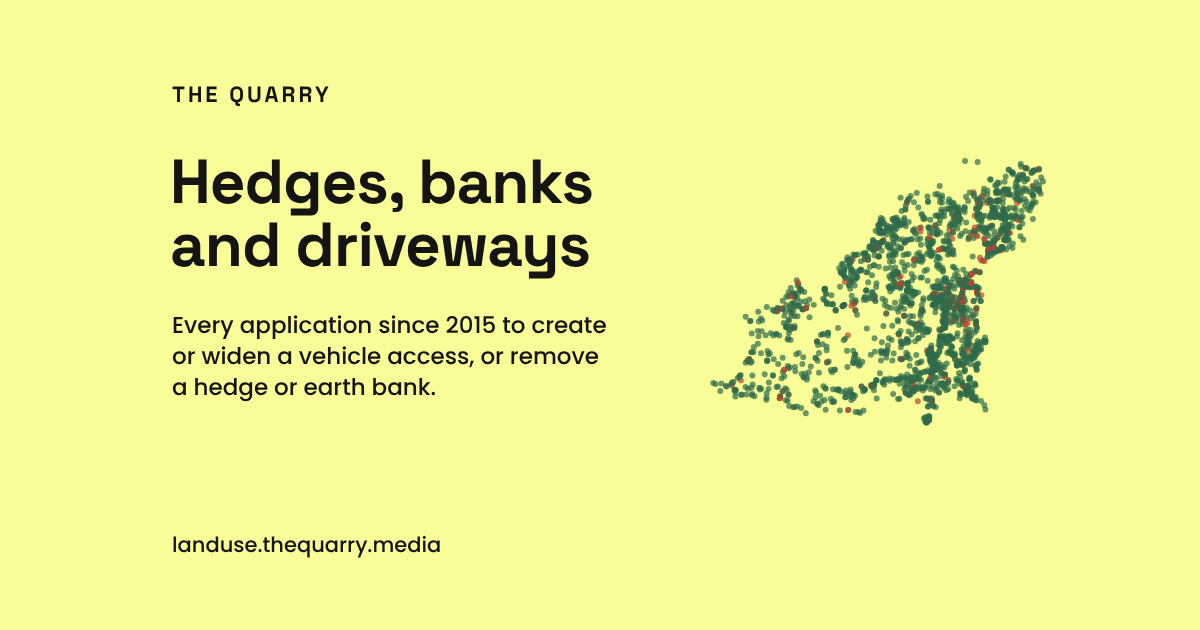 THE QUARRY
Hedges, banks
and driveways
Every application since 2015 to create
or widen a vehicle access, or remove
a hedge or earth bank.
landuse.thequarry.media